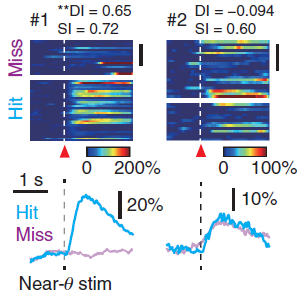 #1 **DI = 0.65
SI = 0.72
#2 DI = −0.094
SI = 0.60
Miss
Hit
0 200%
0 100%
1 s
20%
10%
Hit
Miss
Near-θ stim